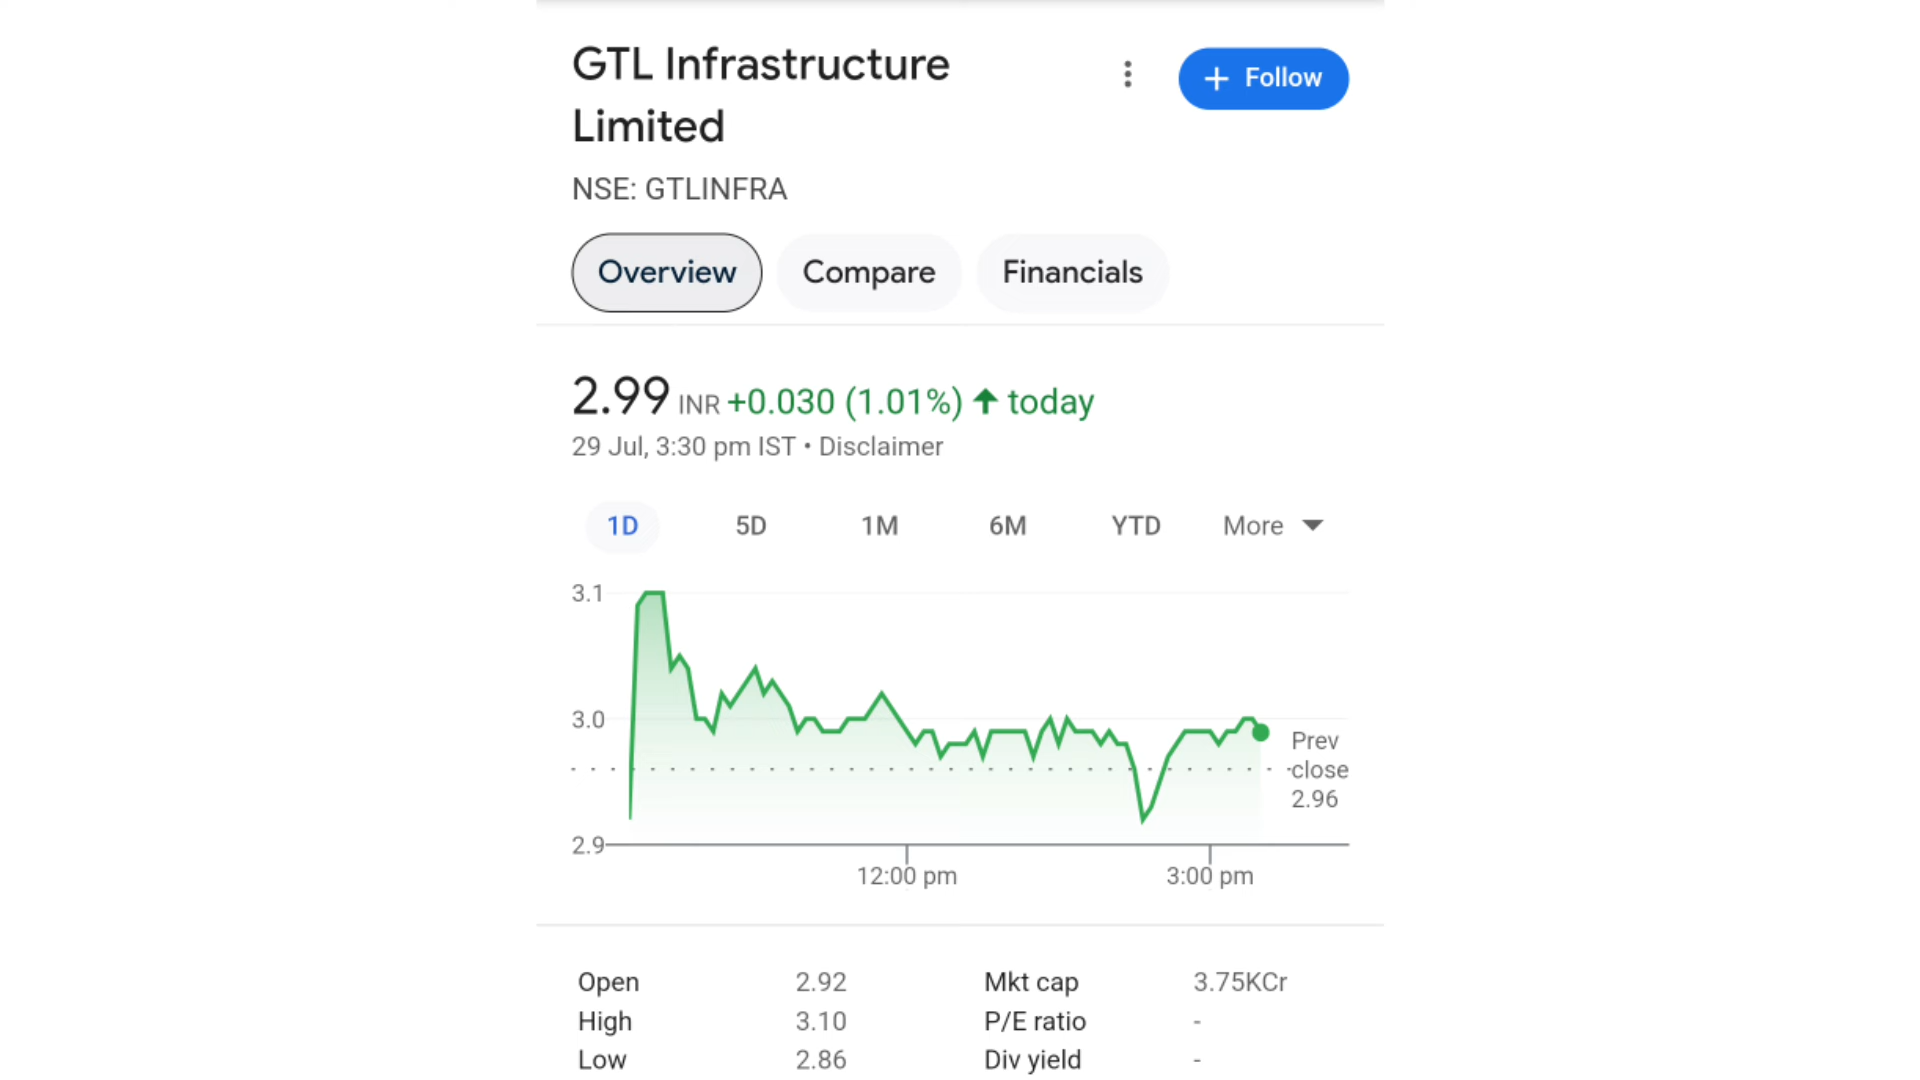 GTL Infrastructure
Limited
+ Follow
NSE: GTLINFRA
Overview Compare Financials
2.99 INR +0.030 (1.01%) ↑ today
29 Jul, 3:30 pm IST • Disclaimer
1D 5D 1M 6M YTD More
3.1
3.0
Prev
close
2.96
2.9
12:00 pm 3:00 pm
Open 2.92 Mkt cap 3.75KCr
High 3.10 P/E ratio -
Low 2.86 Div yield -